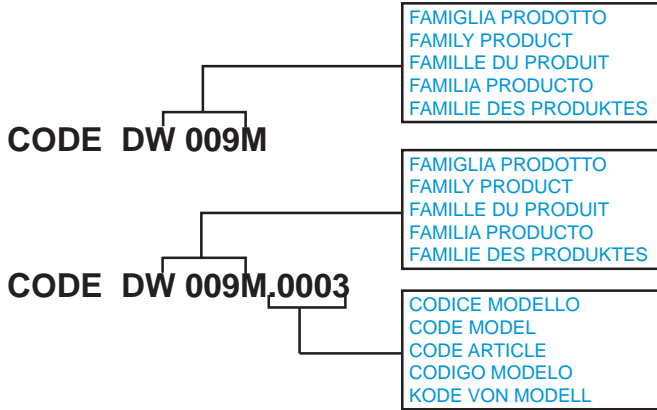 FAMIGLIA PRODOTTO
FAMILY PRODUCT
FAMILLE DU PRODUIT
FAMILIA PRODUCTO
FAMILIE DES PRODUKTES
CODE DW 009M
FAMIGLIA PRODOTTO
FAMILY PRODUCT
FAMILLE DU PRODUIT
FAMILIA PRODUCTO
FAMILIE DES PRODUKTES
CODE DW 009M.0003
CODICE MODELLO
CODE MODEL
CODE ARTICLE
CODIGO MODELO
KODE VON MODELL